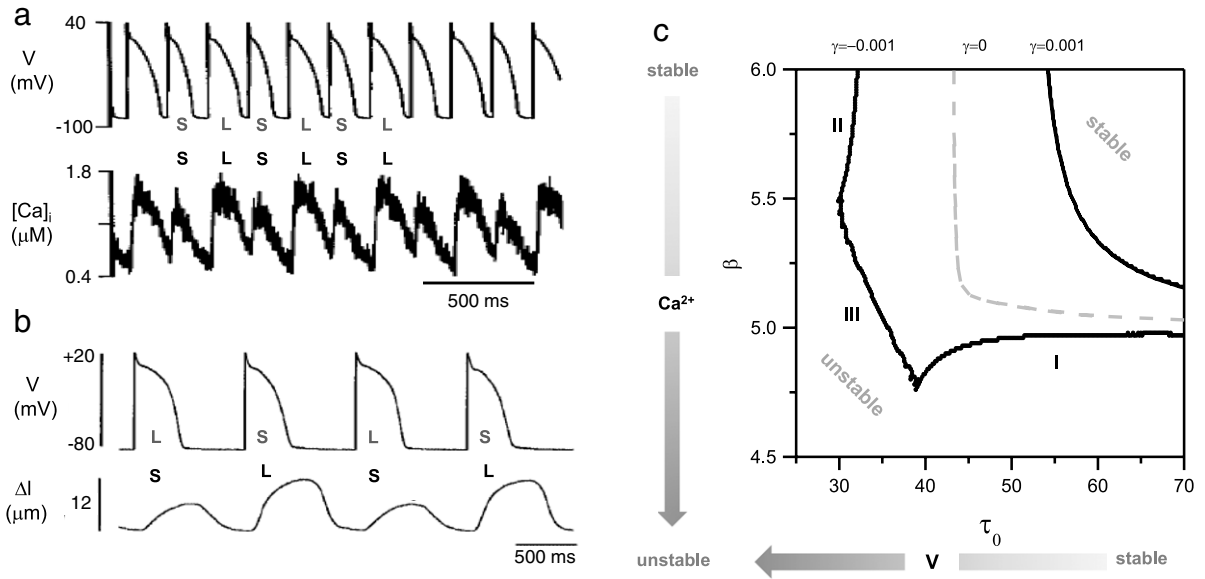 a
40
V
(mV)
-100
S L S L S L
S L S L S L
1.8
[Ca]i
(μM)
0.4
500 ms
b
+20
V
(mV)
-80
L S L S
S L S L
Δl
(μm)
12
500 ms
c
γ=−0.001 γ=0 γ=0.001
stable
Ca²⁺
unstable
6.0
5.5
5.0
4.5
β
II
III
I
stable
unstable
30 40 50 60 70
τ₀
V
stable